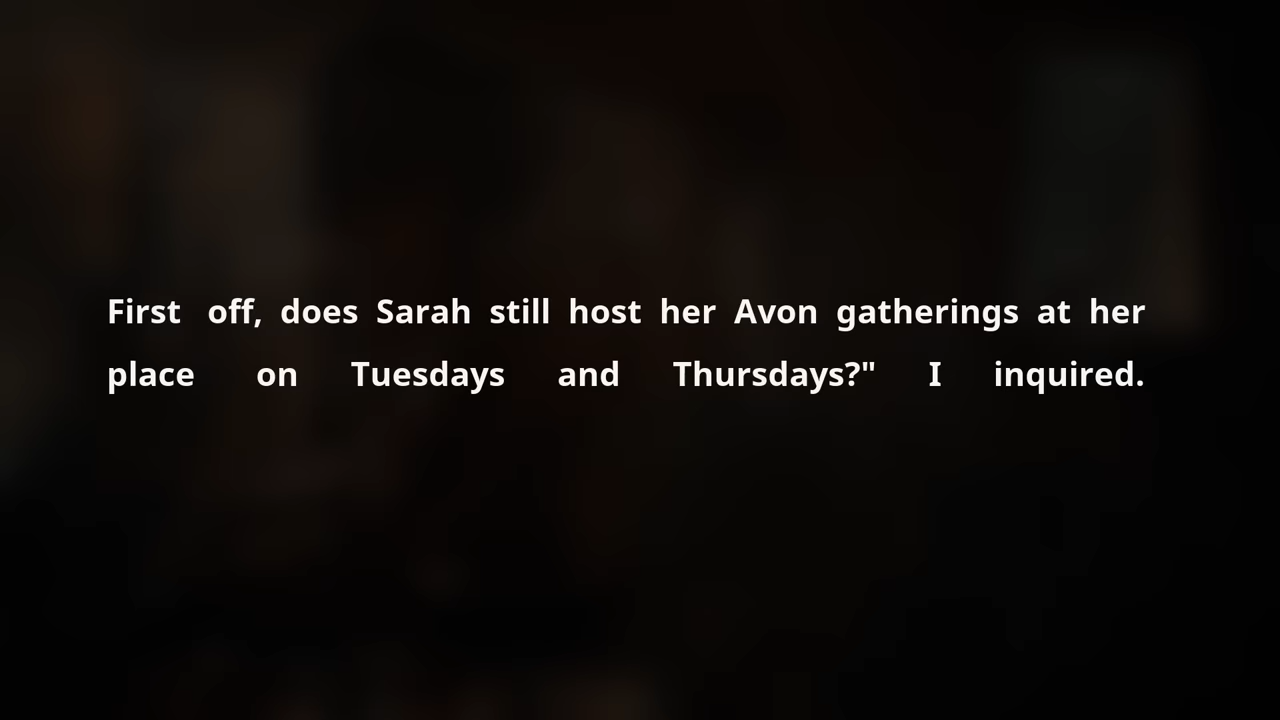 First off, does Sarah still host her Avon gatherings at her
place on Tuesdays and Thursdays?" I inquired.